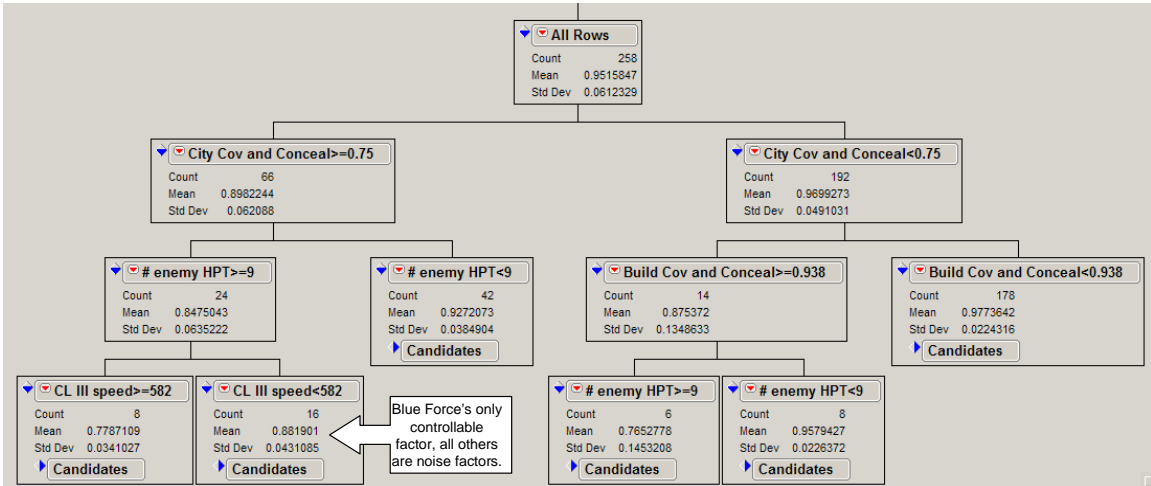 All Rows
Count 258
Mean 0.9515847
Std Dev 0.0612329
City Cov and Conceal>=0.75
Count 66
Mean 0.8982244
Std Dev 0.062088
City Cov and Conceal<0.75
Count 192
Mean 0.9699273
Std Dev 0.0491031
# enemy HPT>=9
Count 24
Mean 0.8475043
Std Dev 0.0635222
# enemy HPT<9
Count 42
Mean 0.9272073
Std Dev 0.0384904
Candidates
Build Cov and Conceal>=0.938
Count 14
Mean 0.875372
Std Dev 0.1348633
Build Cov and Conceal<0.938
Count 178
Mean 0.9773642
Std Dev 0.0224316
Candidates
CL III speed>=582
Count 8
Mean 0.7787109
Std Dev 0.0341027
Candidates
CL III speed<582
Count 16
Mean 0.881901
Std Dev 0.0431085
Candidates
Blue Force's only
controllable
factor, all others
are noise factors.
# enemy HPT>=9
Count 6
Mean 0.7652778
Std Dev 0.1453208
Candidates
# enemy HPT<9
Count 8
Mean 0.9579427
Std Dev 0.0226372
Candidates